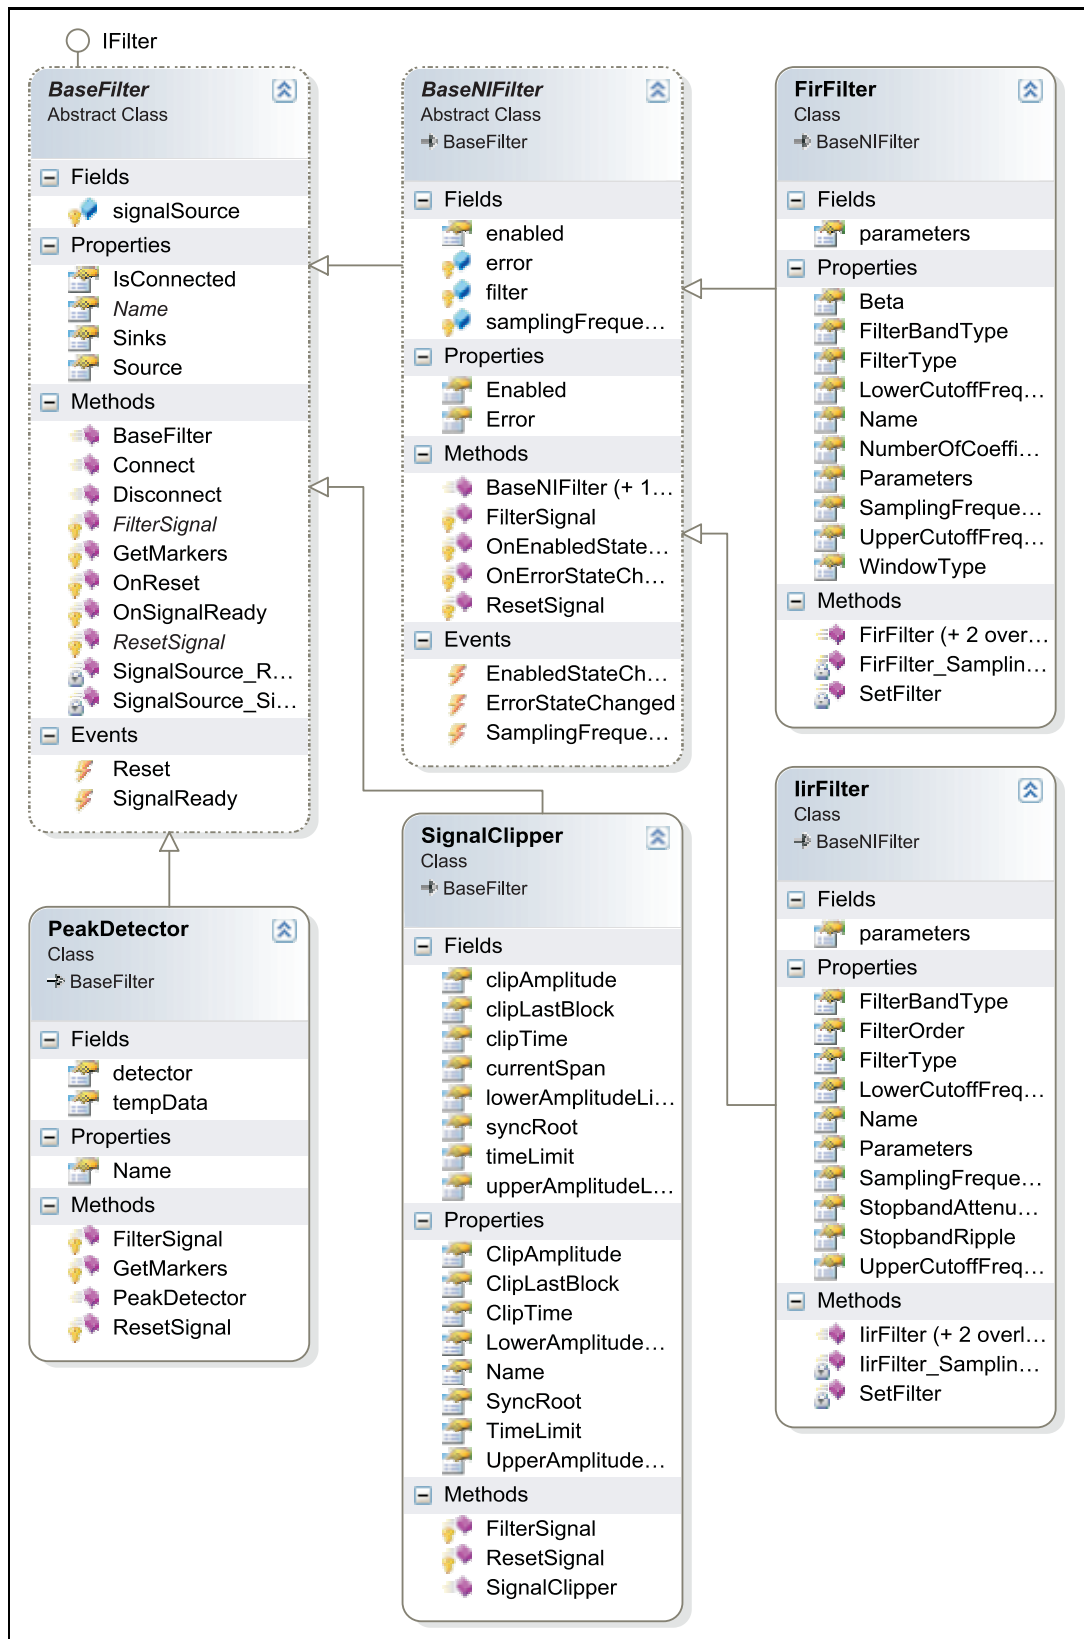 IFilter
BaseFilter
Abstract Class
Fields
signalSource
Properties
IsConnected
Name
Sinks
Source
Methods
BaseFilter
Connect
Disconnect
FilterSignal
GetMarkers
OnReset
OnSignalReady
ResetSignal
SignalSource_R...
SignalSource_Si...
Events
Reset
SignalReady
BaseNIFilter
Abstract Class
BaseFilter
Fields
enabled
error
filter
samplingFreque...
Properties
Enabled
Error
Methods
BaseNIFilter (+ 1...
FilterSignal
OnEnabledState...
OnErrorStateCh...
ResetSignal
Events
EnabledStateCh...
ErrorStateChanged
SamplingFreque...
FirFilter
Class
BaseNIFilter
Fields
parameters
Properties
Beta
FilterBandType
FilterType
LowerCutoffFreq...
Name
NumberOfCoeffi...
Parameters
SamplingFreque...
UpperCutoffFreq...
WindowType
Methods
FirFilter (+ 2 over...
FirFilter_Samplin...
SetFilter
PeakDetector
Class
BaseFilter
Fields
detector
tempData
Properties
Name
Methods
FilterSignal
GetMarkers
PeakDetector
ResetSignal
SignalClipper
Class
BaseFilter
Fields
clipAmplitude
clipLastBlock
clipTime
currentSpan
lowerAmplitudeLi...
syncRoot
timeLimit
upperAmplitudeL...
Properties
ClipAmplitude
ClipLastBlock
ClipTime
LowerAmplitude...
Name
SyncRoot
TimeLimit
UpperAmplitude...
Methods
FilterSignal
ResetSignal
SignalClipper
IirFilter
Class
BaseNIFilter
Fields
parameters
Properties
FilterBandType
FilterOrder
FilterType
LowerCutoffFreq...
Name
Parameters
SamplingFreque...
StopbandAttenu...
StopbandRipple
UpperCutoffFreq...
Methods
IirFilter (+ 2 overl...
IirFilter_Samplin...
SetFilter